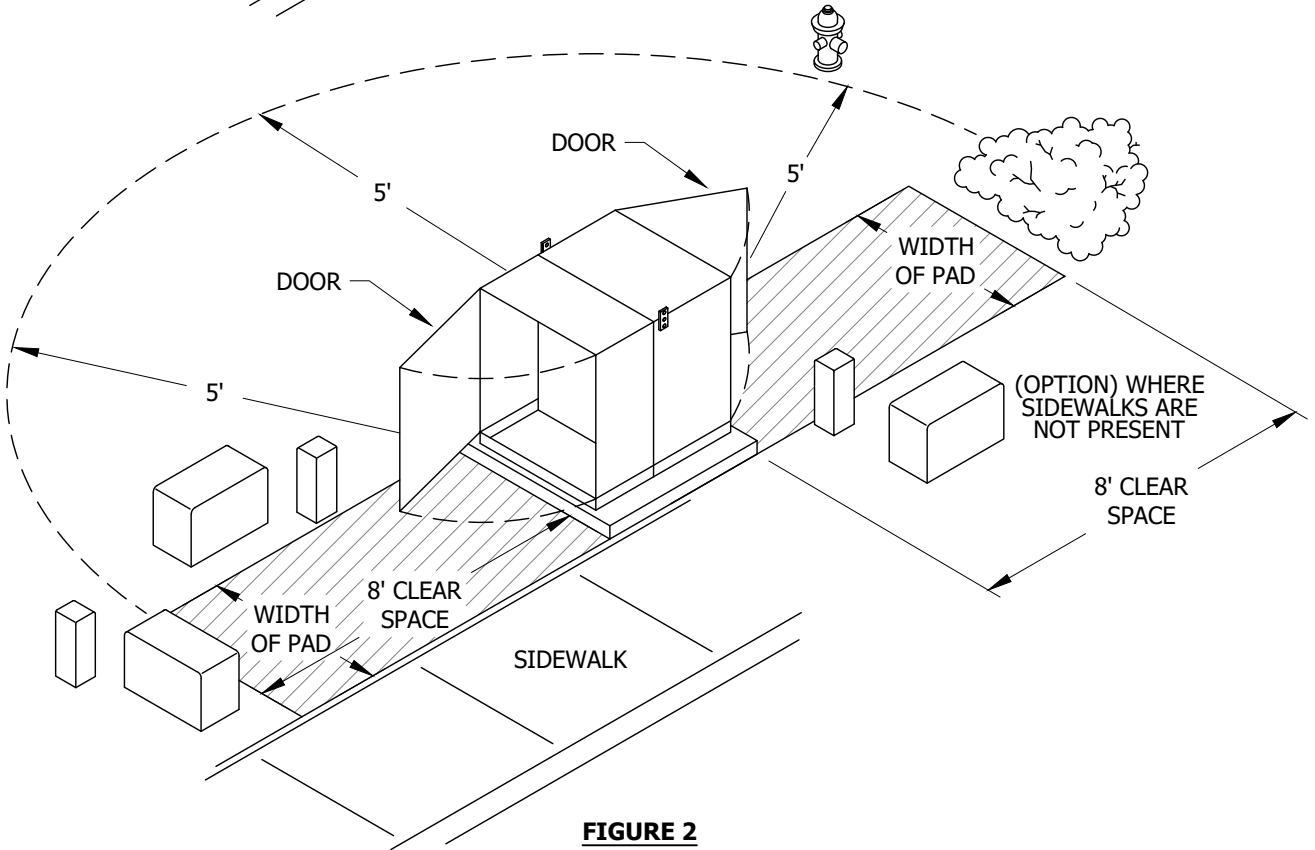 DOOR
5'
5'
DOOR
WIDTH
OF PAD
5'
(OPTION) WHERE
SIDEWALKS ARE
NOT PRESENT
8' CLEAR
SPACE
8' CLEAR
SPACE
WIDTH
OF PAD
SIDEWALK
FIGURE 2